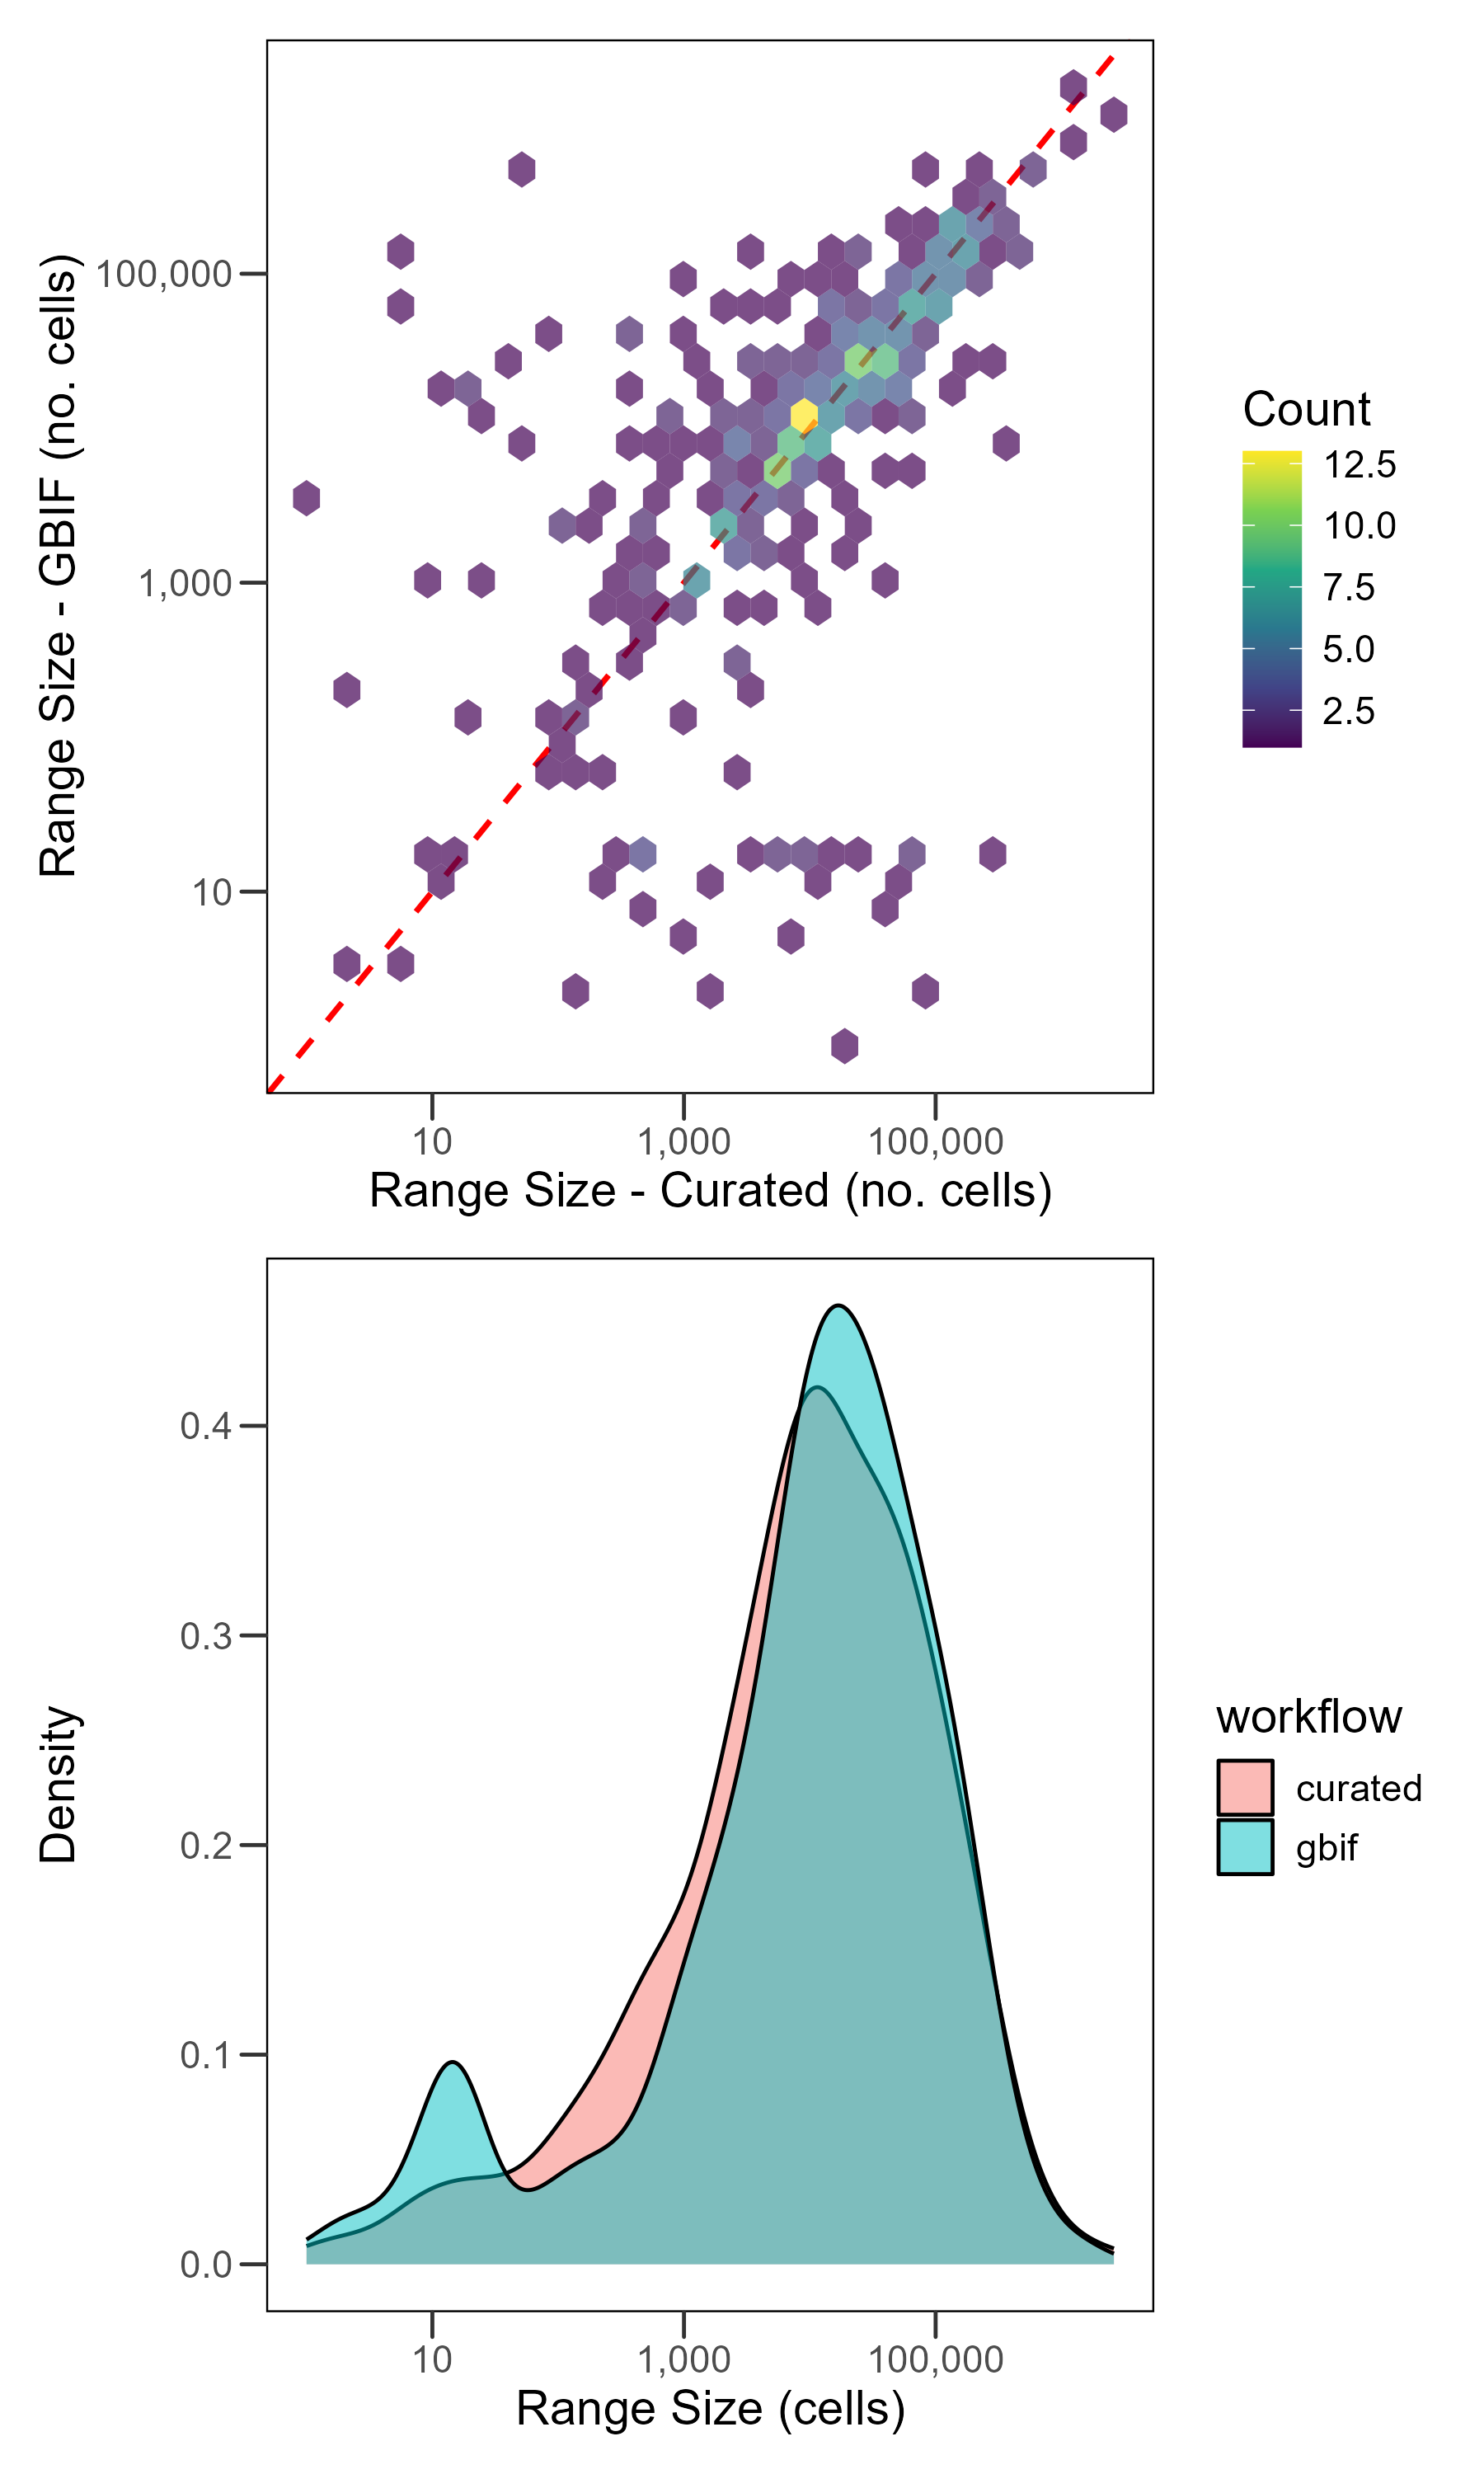 Range Size - GBIF (no. cells)
100,000
1,000
10
10
1,000
100,000
Range Size - Curated (no. cells)
Count
12.5
10.0
7.5
5.0
2.5
Density
0.4
0.3
0.2
0.1
0.0
10
1,000
100,000
Range Size (cells)
workflow
curated
gbif